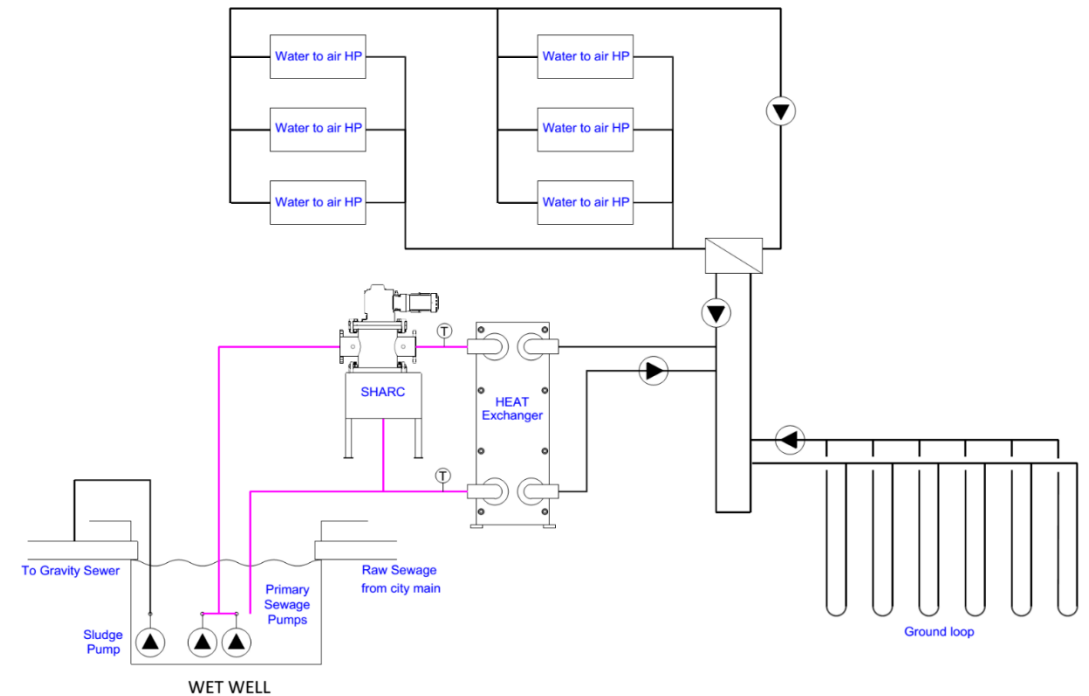 Water to air HP
Water to air HP
Water to air HP
Water to air HP
Water to air HP
Water to air HP
T
SHARC
HEAT
Exchanger
T
To Gravity Sewer
Raw Sewage
from city main
Primary
Sewage
Pumps
Sludge
Pump
Ground loop
WET WELL